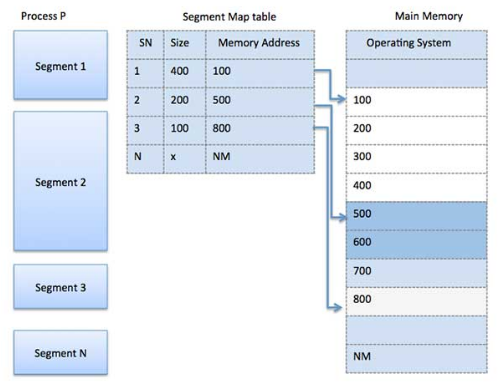 Process P
Segment Map table
Main Memory
Segment 1
Segment 2
Segment 3
Segment N
SN Size Memory Address
1 400 100
2 200 500
3 100 800
N x NM
Operating System
100
200
300
400
500
600
700
800
NM